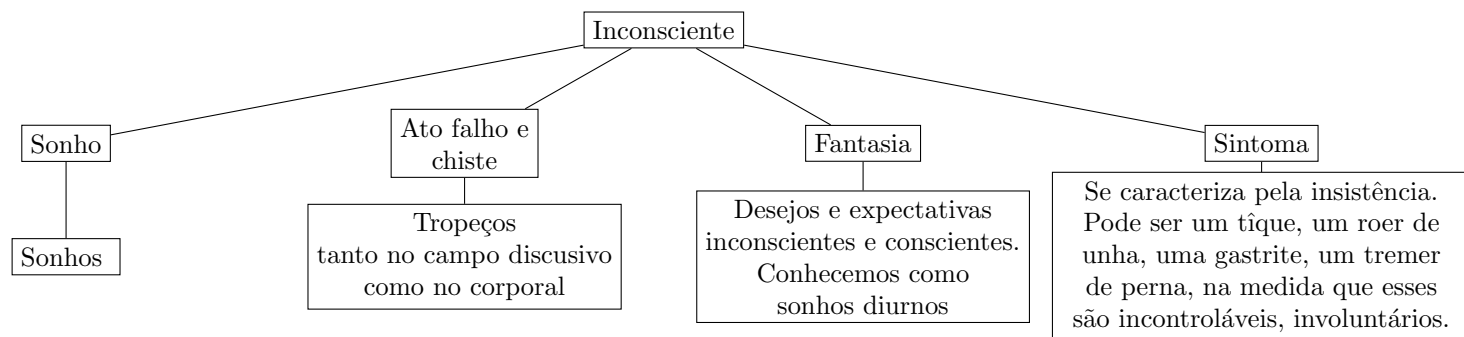 Inconsciente
Sonho
Ato falho e
chiste
Fantasia
Sintoma
Sonhos
Tropeços
tanto no campo discusivo
como no corporal
Desejos e expectativas
inconscientes e conscientes.
Conhecemos como
sonhos diurnos
Se caracteriza pela insistência.
Pode ser um tîque, um roer de
unha, uma gastrite, um tremer
de perna, na medida que esses
são incontroláveis, involuntários.